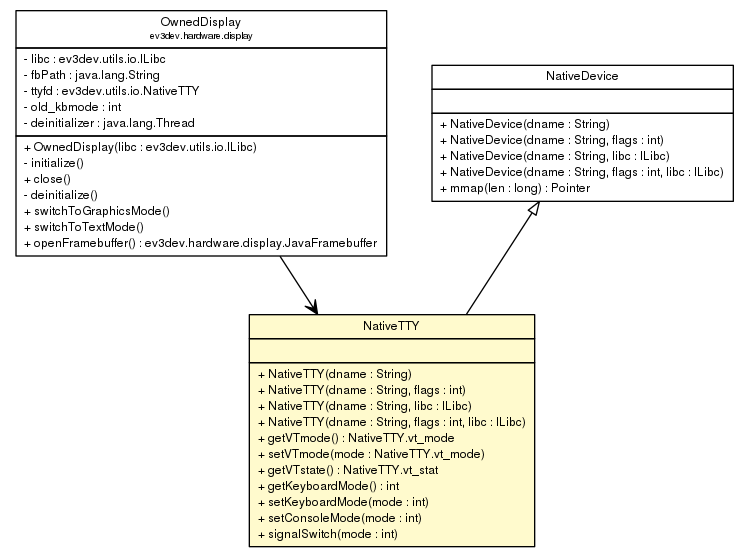 OwnedDisplay
ev3dev.hardware.display
- libc : ev3dev.utils.io.ILibc
- fbPath : java.lang.String
- ttyfd : ev3dev.utils.io.NativeTTY
- old_kbmode : int
- deinitializer : java.lang.Thread
+ OwnedDisplay(libc : ev3dev.utils.io.ILibc)
- initialize()
+ close()
- deinitialize()
+ switchToGraphicsMode()
+ switchToTextMode()
+ openFramebuffer() : ev3dev.hardware.display.JavaFramebuffer
NativeDevice
+ NativeDevice(dname : String)
+ NativeDevice(dname : String, flags : int)
+ NativeDevice(dname : String, libc : ILibc)
+ NativeDevice(dname : String, flags : int, libc : ILibc)
+ mmap(len : long) : Pointer
NativeTTY
+ NativeTTY(dname : String)
+ NativeTTY(dname : String, flags : int)
+ NativeTTY(dname : String, libc : ILibc)
+ NativeTTY(dname : String, flags : int, libc : ILibc)
+ getVTmode() : NativeTTY.vt_mode
+ setVTmode(mode : NativeTTY.vt_mode)
+ getVTstate() : NativeTTY.vt_stat
+ getKeyboardMode() : int
+ setKeyboardMode(mode : int)
+ setConsoleMode(mode : int)
+ signalSwitch(mode : int)